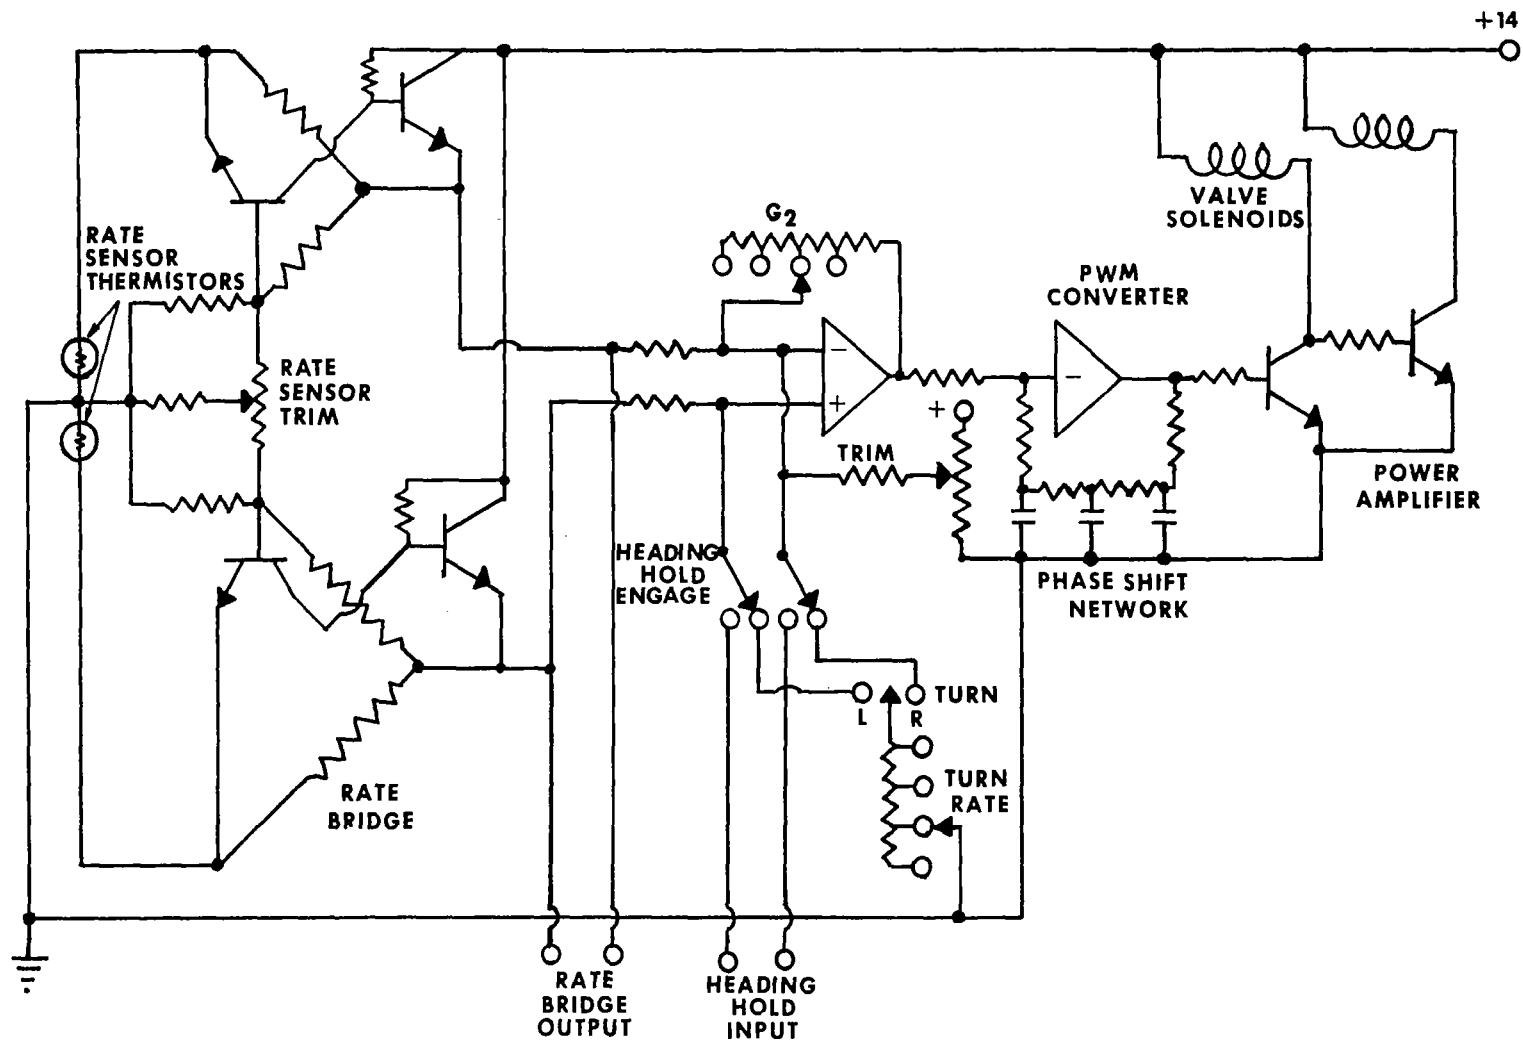 +14
VALVE
SOLENOIDS
G2
RATE
SENSOR
THERMISTORS
PWM
CONVERTER
RATE
SENSOR
TRIM
−
+
−
+
TRIM
POWER
AMPLIFIER
HEADING
HOLD
ENGAGE
PHASE SHIFT
NETWORK
TURN
L
R
TURN
RATE
RATE
BRIDGE
RATE
BRIDGE
OUTPUT
HEADING
HOLD
INPUT